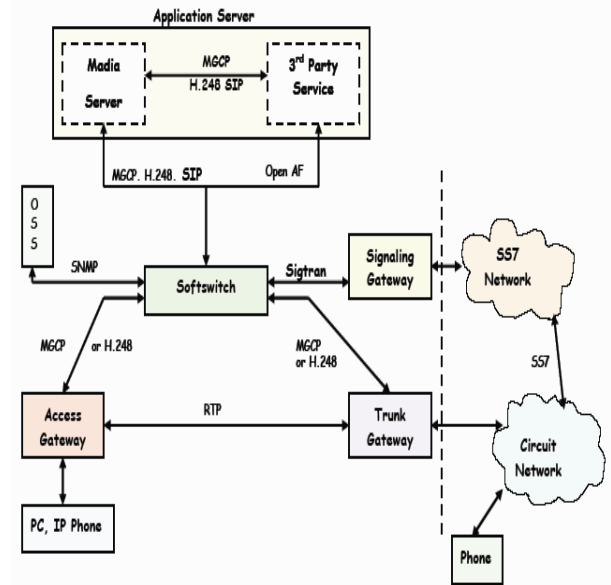 Application Server
Madia
Server
MGCP
H.248 SIP
3rd Party
Service
MGCP. H.248. SIP
Open AF
O
S
S
SNMP
Softswitch
Sigtran
Signaling
Gateway
SS7
Network
MGCP or H.248
MGCP
or H.248
SS7
Access
Gateway
RTP
Trunk
Gateway
Circuit
Network
PC, IP Phone
Phone